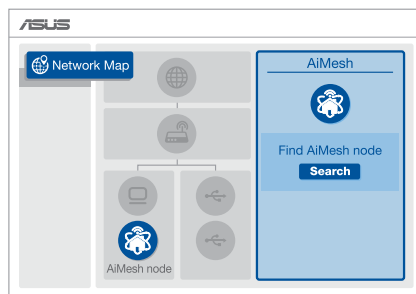 ASUS
Network Map
AiMesh
Find AiMesh node
Search
AiMesh node